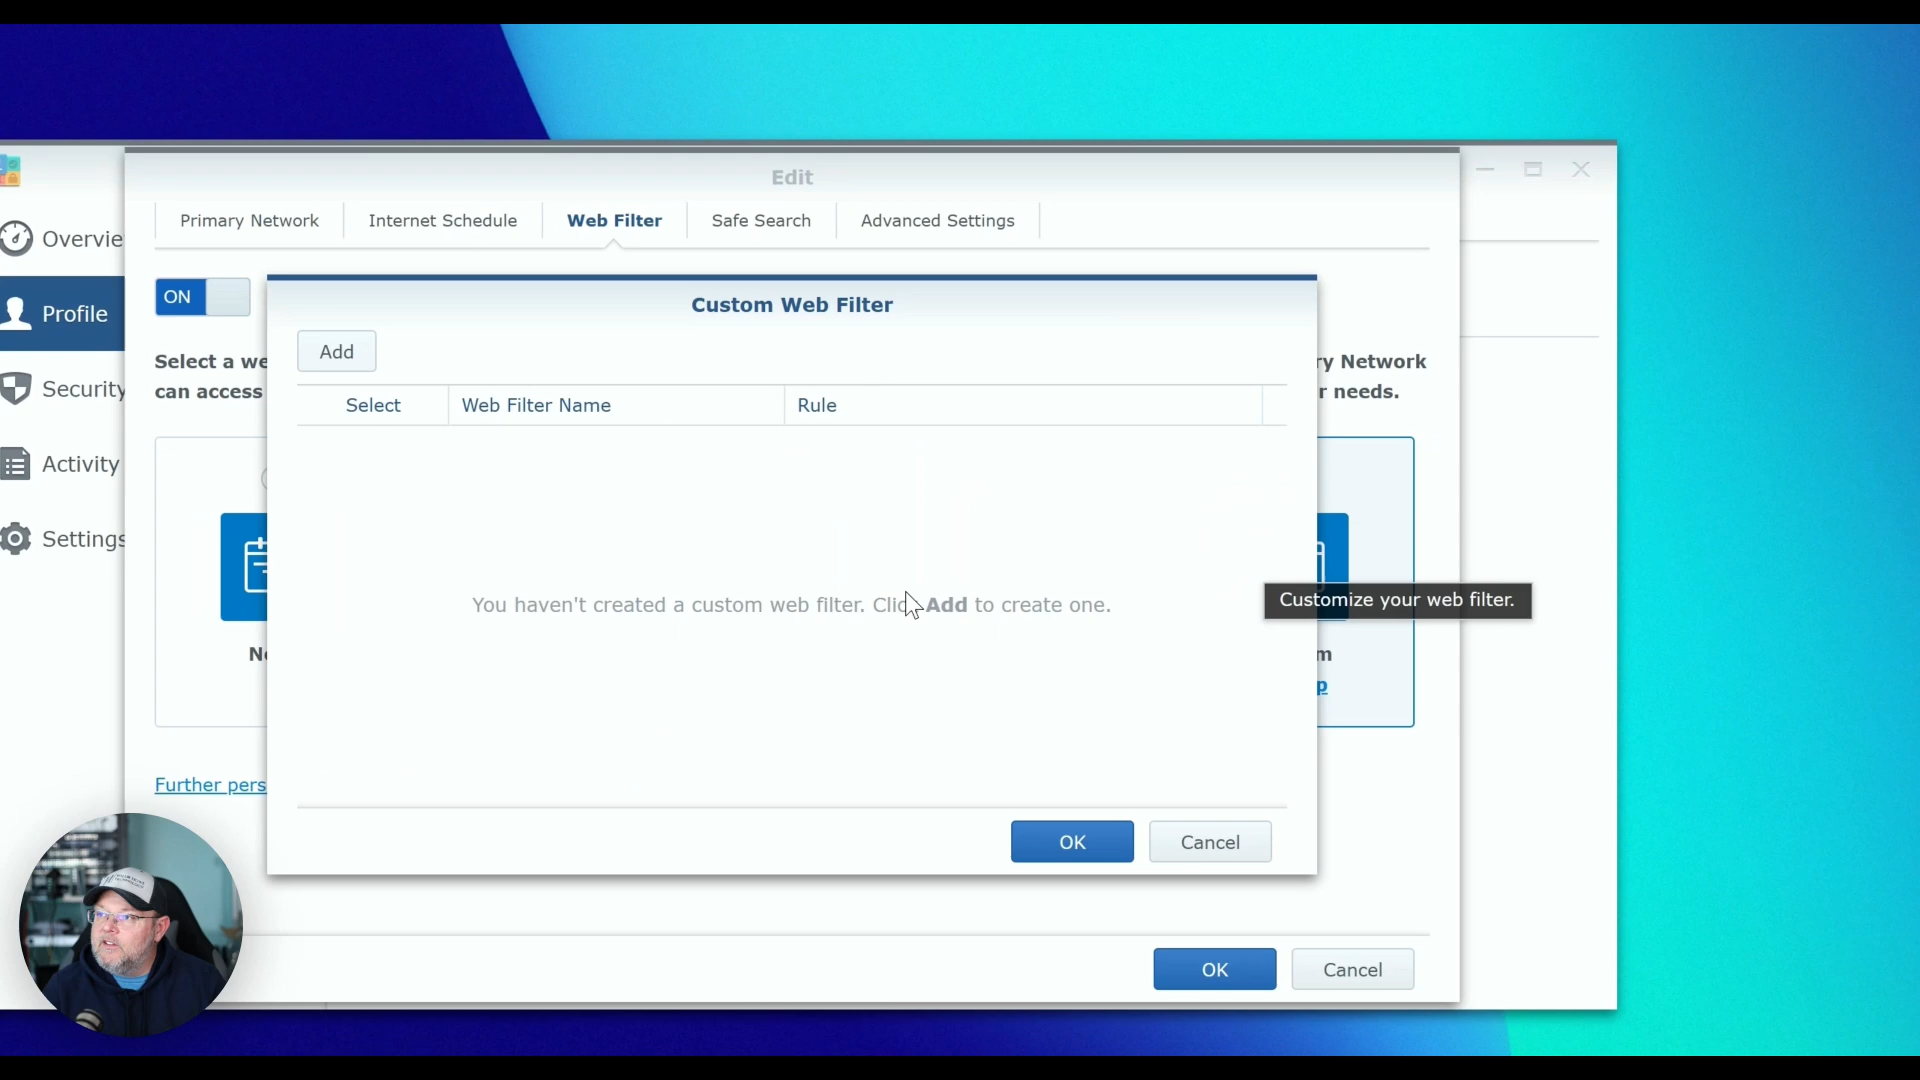 Edit
Primary Network
Internet Schedule
Web Filter
Safe Search
Advanced Settings
Overvie
Profile
Security
Activity
Settings
ON
Select a we
can access
ry Network
r needs.
Custom Web Filter
Add
Select
Web Filter Name
Rule
You haven't created a custom web filter. Clic Add to create one.
Customize your web filter.
m
p
Further pers
OK
Cancel
OK
Cancel